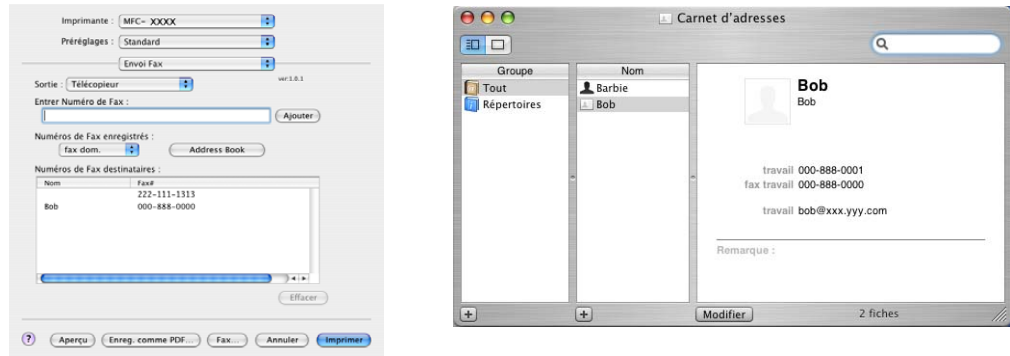 Imprimante : MFC- XXXX
Préréglages : Standard
Envoi Fax
Sortie : Télécopieur
ver:1.0.1
Entrer Numéro de Fax :
Ajouter
Numéros de Fax enregistrés :
fax dom. Address Book
Numéros de Fax destinataires :
Nom Fax#
222-111-1313
Bob 000-888-0000
Effacer
? Aperçu Enreg. comme PDF... Fax... Annuler Imprimer
Carnet d'adresses
Groupe Nom
Tout
Répertoires
Barbie
Bob
Bob
Bob
travail 000-888-0001
fax travail 000-888-0000
travail bob@xxx.yyy.com
Remarque :
+ + Modifier 2 fiches